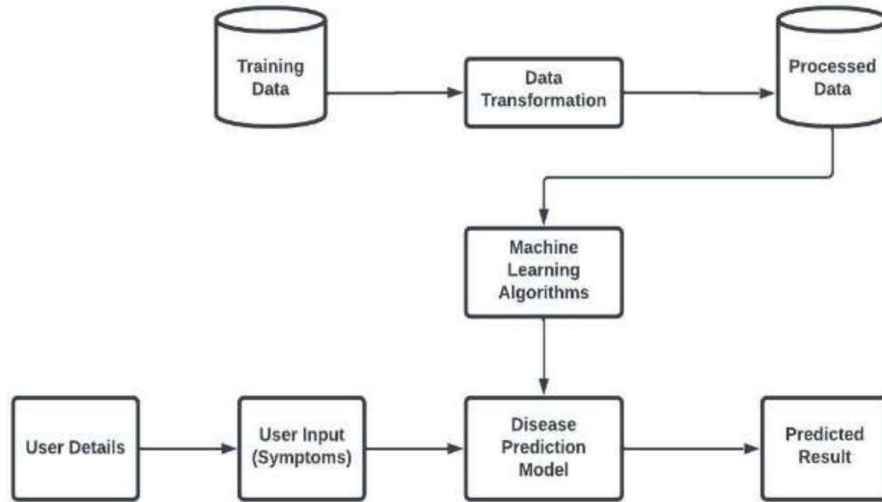 Training
Data
Data
Transformation
Processed
Data
Machine
Learning
Algorithms
User Details
User Input
(Symptoms)
Disease
Prediction
Model
Predicted
Result